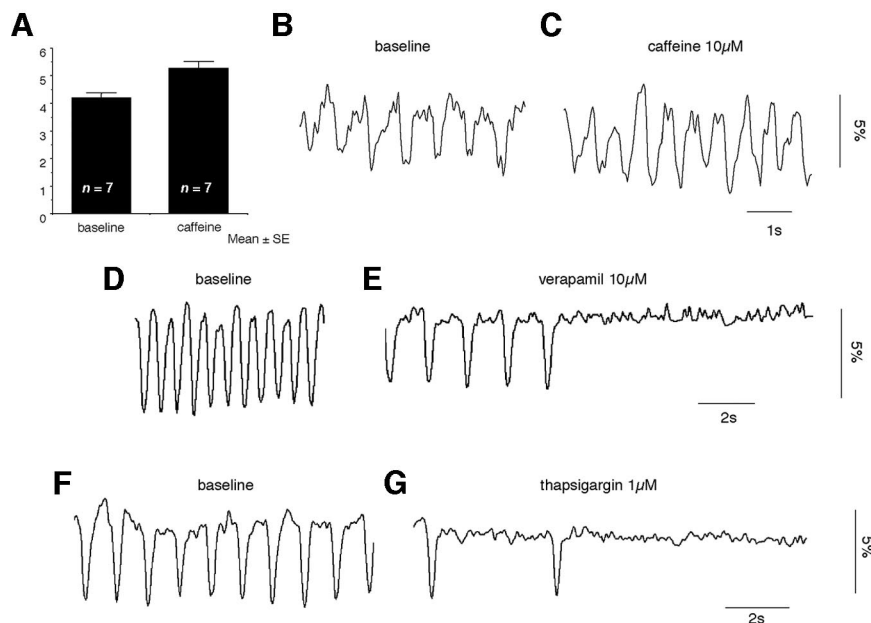 A
6
5
4
3
2
1
0
n = 7
n = 7
baseline
caffeine
Mean ± SE
B
baseline
C
caffeine 10µM
5%
1s
D
baseline
E
verapamil 10µM
5%
2s
F
baseline
G
thapsigargin 1µM
5%
2s